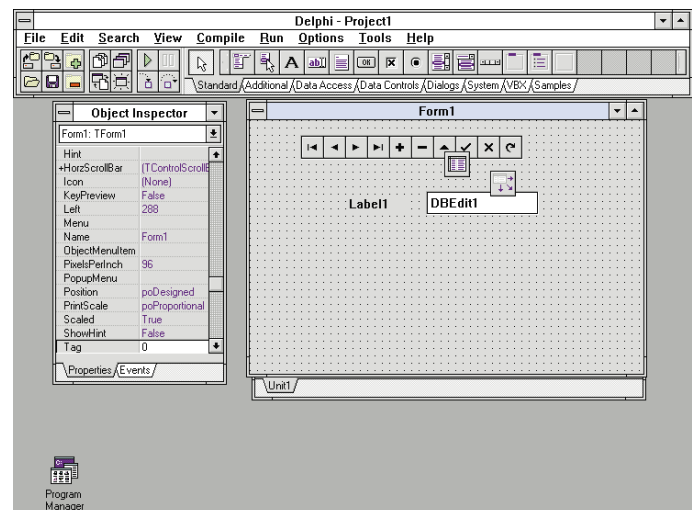 Delphi - Project1
File Edit Search View Compile Run Options Tools Help
A ab OK
Standard Additional Data Access Data Controls Dialogs System VBX Samples
Object Inspector
Form1: TForm1
Hint
+HorzScrollBar (TControlScrollB
Icon (None)
KeyPreview False
Left 288
Menu
Name Form1
ObjectMenuItem
PixelsPerInch 96
PopupMenu
Position poDesigned
PrintScale poProportional
Scaled True
ShowHint False
Tag 0
Properties Events
Form1
Label1 DBEdit1
Unit1
C:\
Program
Manager